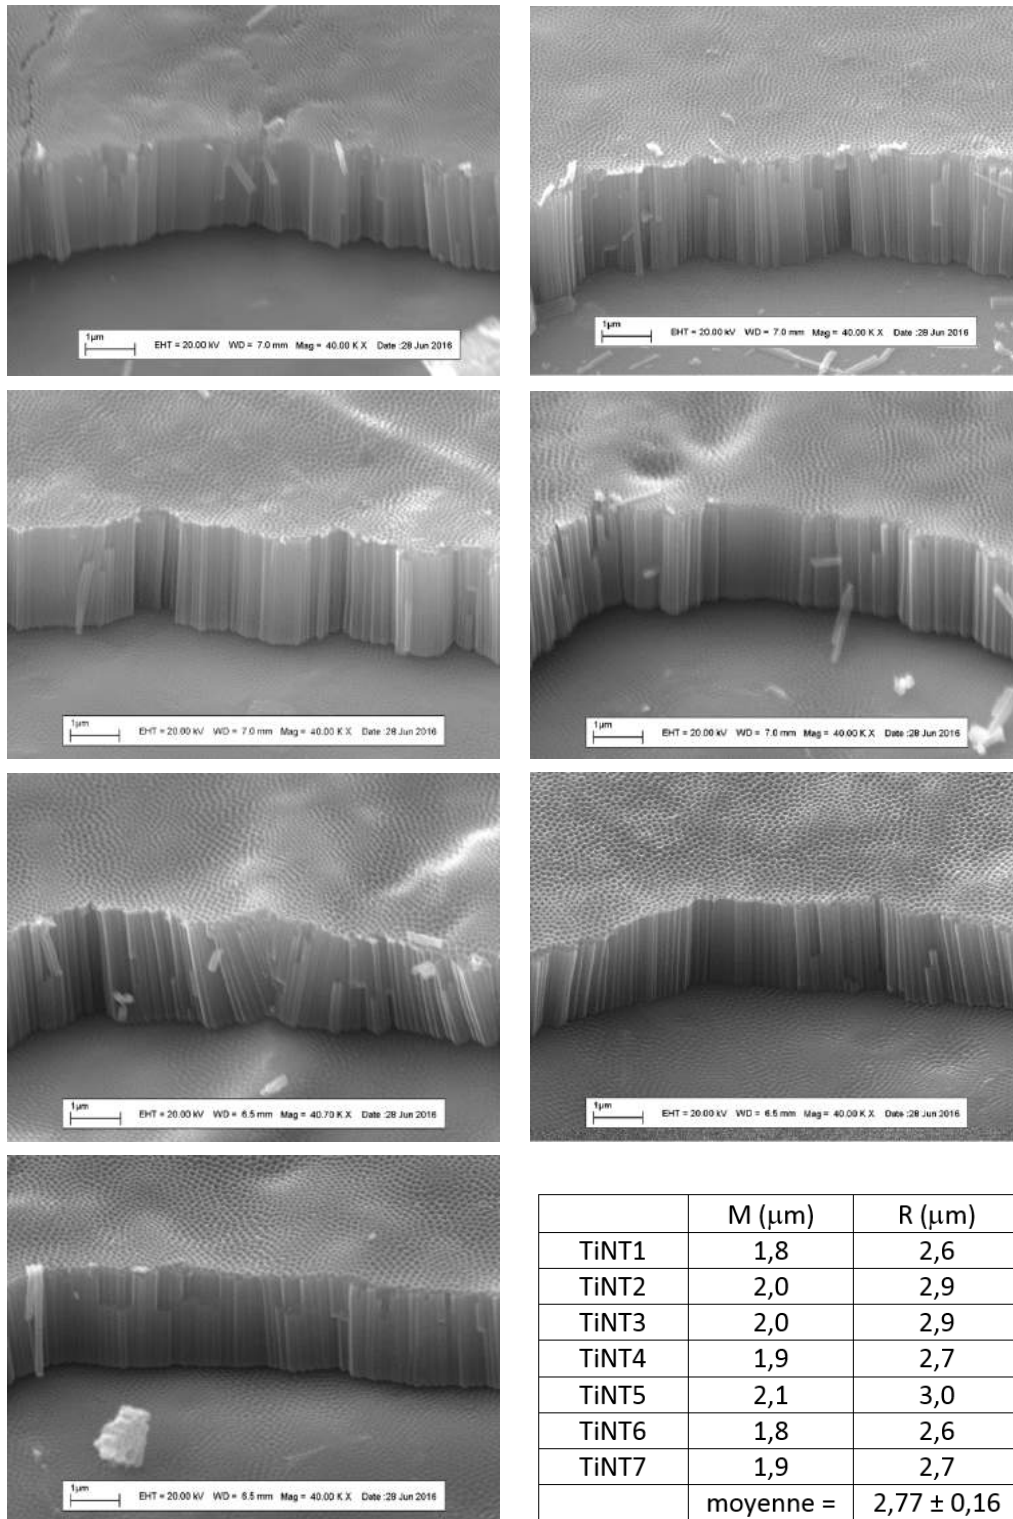 1µm
EHT = 20.00 kV WD = 7.0 mm Mag = 40.00 K X Date :28 Jun 2016
1µm
EHT = 20.00 kV WD = 7.0 mm Mag = 40.00 K X Date :28 Jun 2016
1µm
EHT = 20.00 kV WD = 7.0 mm Mag = 40.00 K X Date :28 Jun 2016
1µm
EHT = 20.00 kV WD = 7.0 mm Mag = 40.00 K X Date :28 Jun 2016
1µm
EHT = 20.00 kV WD = 6.5 mm Mag = 40.70 K X Date :28 Jun 2016
1µm
EHT = 20.00 kV WD = 6.5 mm Mag = 40.00 K X Date :28 Jun 2016
1µm
EHT = 20.00 kV WD = 6.5 mm Mag = 40.00 K X Date :28 Jun 2016
M (µm) R (µm)
TiNT1 1,8 2,6
TiNT2 2,0 2,9
TiNT3 2,0 2,9
TiNT4 1,9 2,7
TiNT5 2,1 3,0
TiNT6 1,8 2,6
TiNT7 1,9 2,7
moyenne = 2,77 ± 0,16